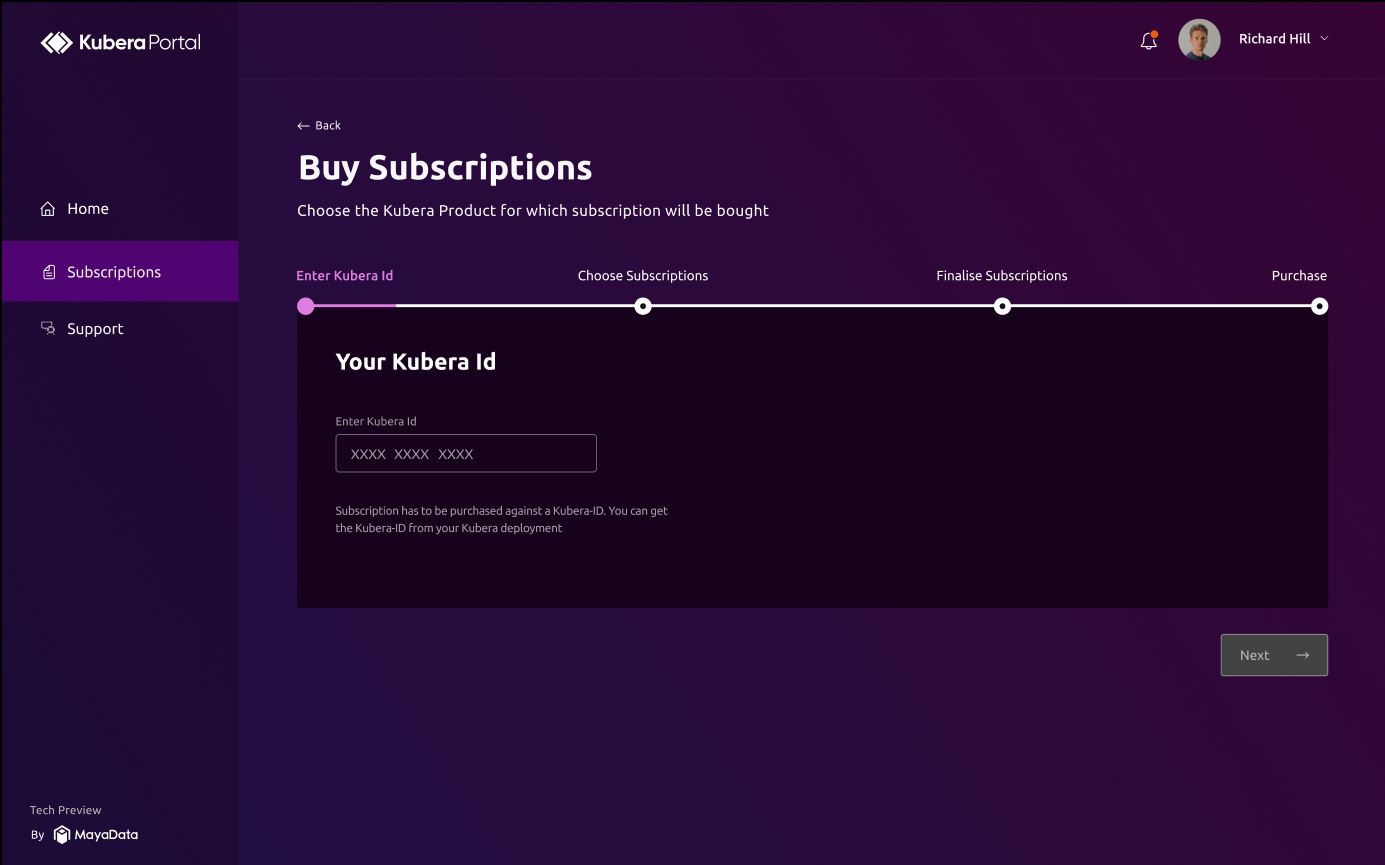 Kubera Portal
Richard Hill
Back
Buy Subscriptions
Choose the Kubera Product for which subscription will be bought
Home
Subscriptions
Support
Enter Kubera Id
Choose Subscriptions
Finalise Subscriptions
Purchase
Your Kubera Id
Enter Kubera Id
XXXX XXXX XXXX
Subscription has to be purchased against a Kubera-ID. You can get
the Kubera-ID from your Kubera deployment
Next
Tech Preview
By MayaData